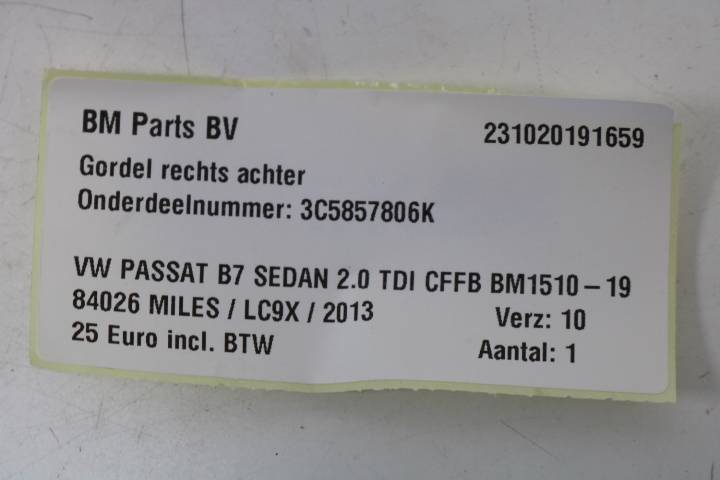 BM Parts BV 231020191659
Gordel rechts achter
Onderdeelnummer: 3C5857806K
VW PASSAT B7 SEDAN 2.0 TDI CFFB BM1510-19
84026 MILES / LC9X / 2013 Verz: 10
25 Euro incl. BTW Aantal: 1